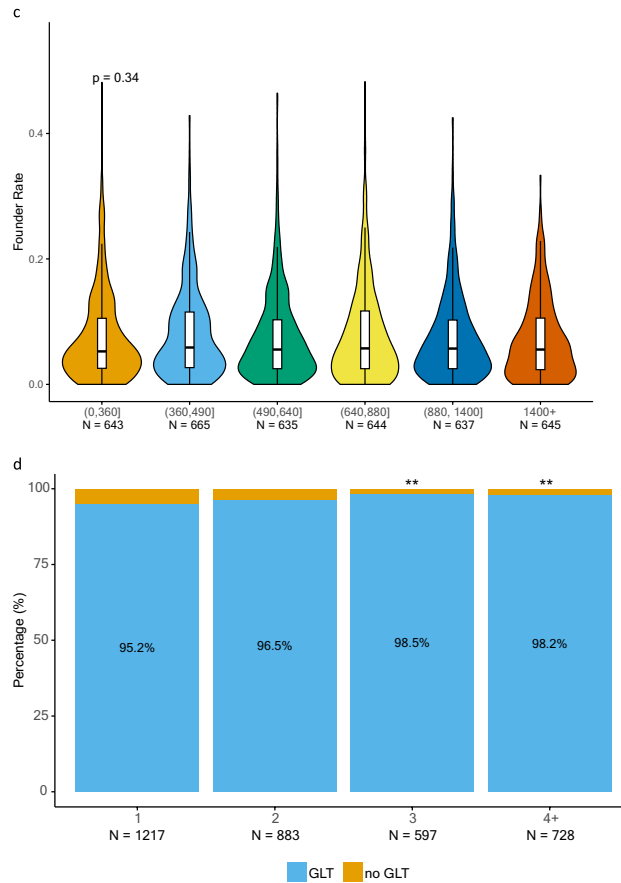 c
p = 0.34
Founder Rate
0.4
0.2
0.0
(0,360] (360,490] (490,640] (640,880] (880, 1400] 1400+
N = 643 N = 665 N = 635 N = 644 N = 637 N = 645
d
** **
Percentage (%)
100
75
50
25
0
95.2% 96.5% 98.5% 98.2%
1 2 3 4+
N = 1217 N = 883 N = 597 N = 728
GLT no GLT